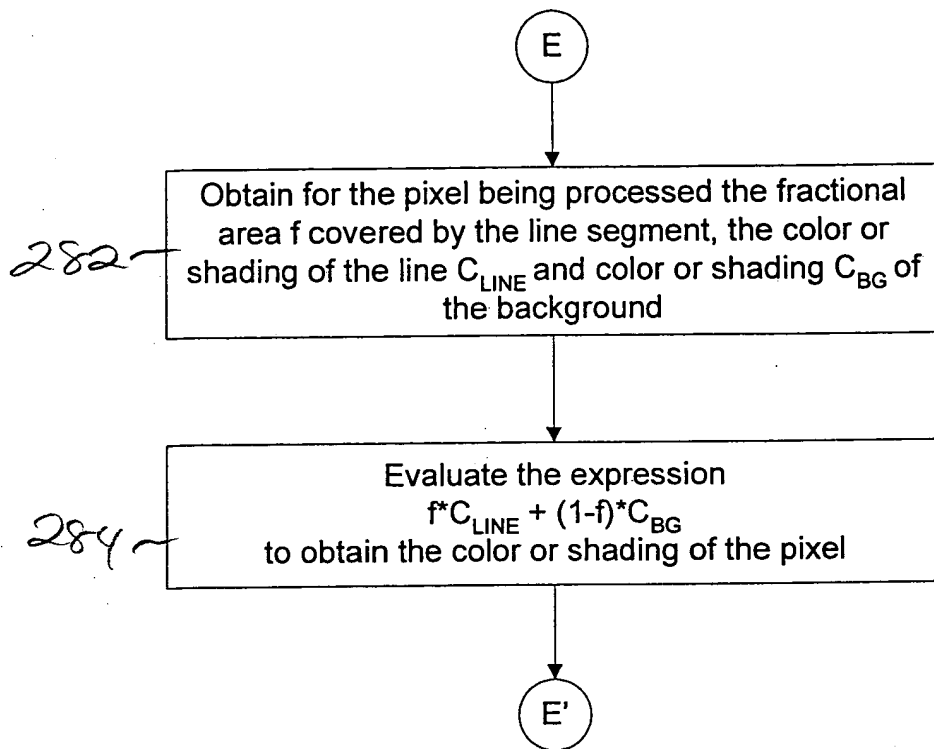 E
Obtain for the pixel being processed the fractional
area f covered by the line segment, the color or
282
shading of the line C_LINE and color or shading C_BG of
the background
Evaluate the expression
f*C_LINE + (1-f)*C_BG
284
to obtain the color or shading of the pixel
E'